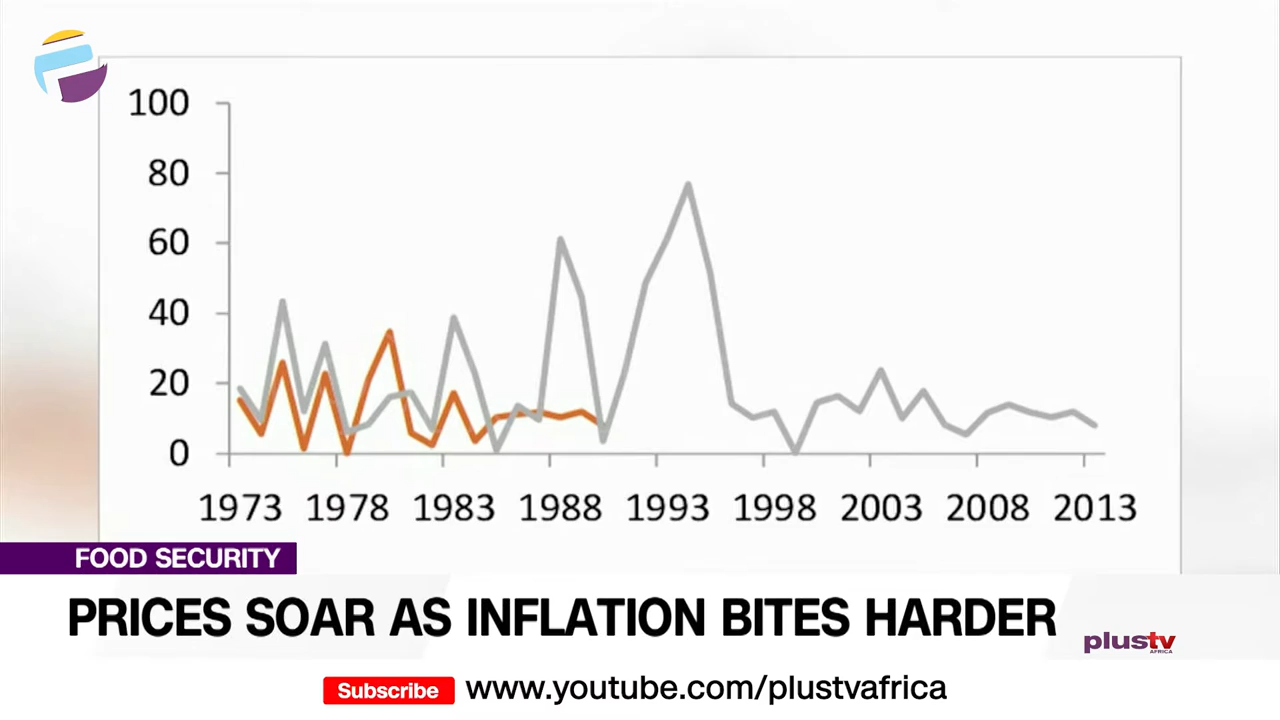 100
80
60
40
20
0
1973 1978 1983 1988 1993 1998 2003 2008 2013
FOOD SECURITY
PRICES SOAR AS INFLATION BITES HARDER
plustv
AFRICA
Subscribe www.youtube.com/plustvafrica